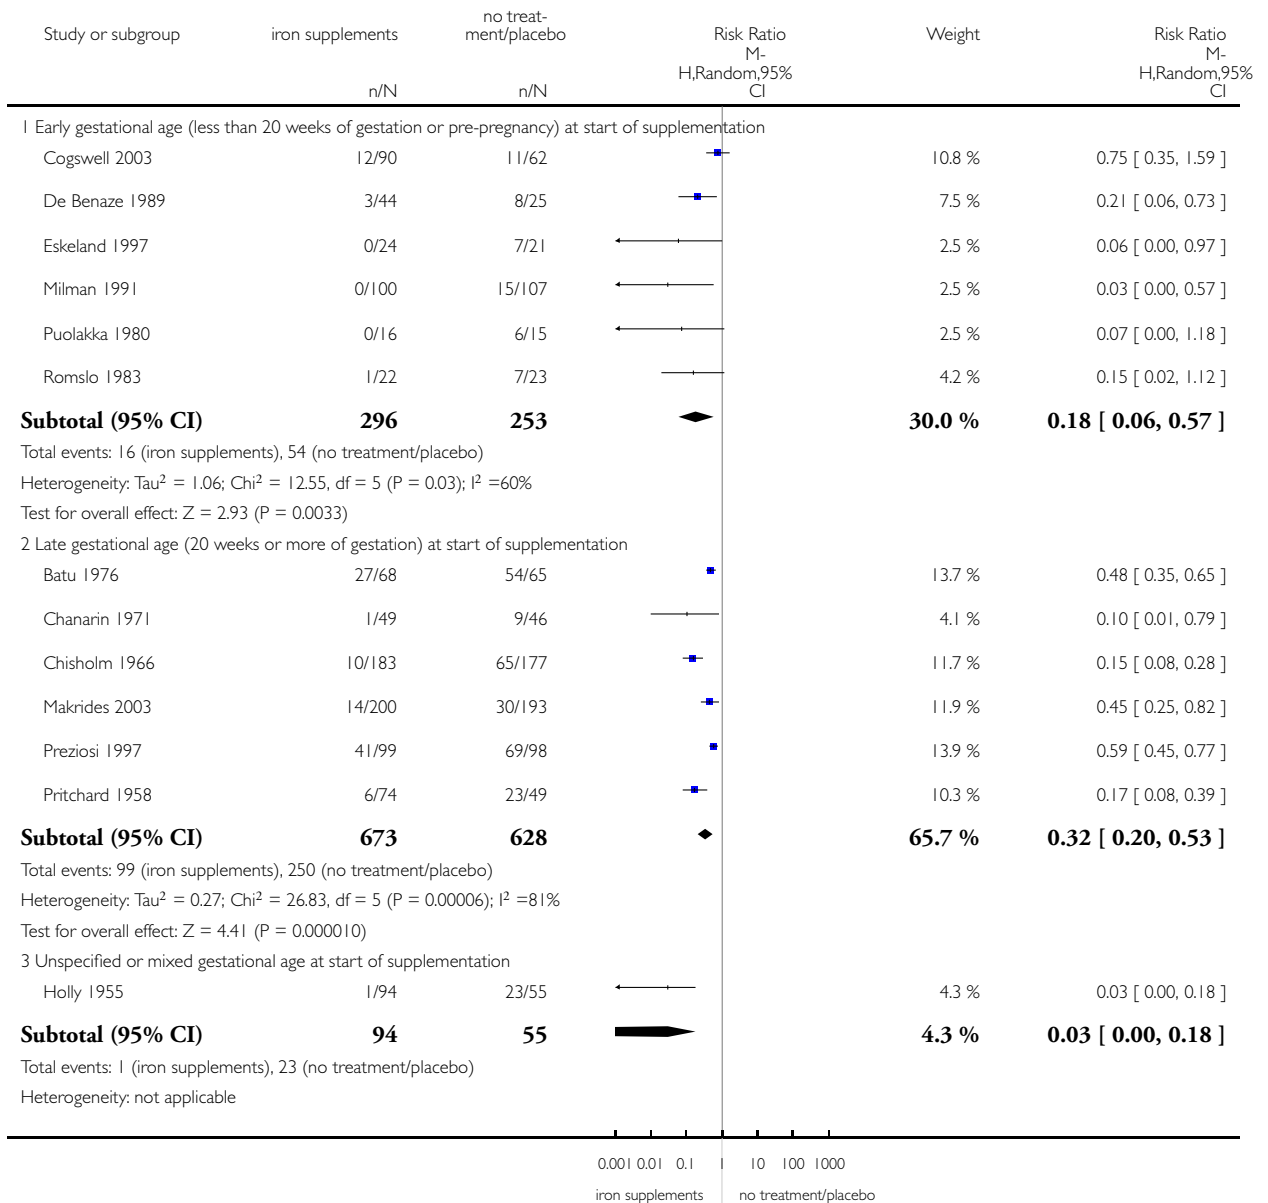 Study or subgroup iron supplements no treat-ment/placebo Risk Ratio Weight Risk Ratio
M- M-
H,Random,95% H,Random,95%
n/N n/N CI CI
1 Early gestational age (less than 20 weeks of gestation or pre-pregnancy) at start of supplementation
Cogswell 2003 12/90 11/62 10.8 % 0.75 [ 0.35, 1.59 ]
De Benaze 1989 3/44 8/25 7.5 % 0.21 [ 0.06, 0.73 ]
Eskeland 1997 0/24 7/21 2.5 % 0.06 [ 0.00, 0.97 ]
Milman 1991 0/100 15/107 2.5 % 0.03 [ 0.00, 0.57 ]
Puolakka 1980 0/16 6/15 2.5 % 0.07 [ 0.00, 1.18 ]
Romslo 1983 1/22 7/23 4.2 % 0.15 [ 0.02, 1.12 ]
Subtotal (95% CI) 296 253 30.0 % 0.18 [ 0.06, 0.57 ]
Total events: 16 (iron supplements), 54 (no treatment/placebo)
Heterogeneity: Tau² = 1.06; Chi² = 12.55, df = 5 (P = 0.03); I² =60%
Test for overall effect: Z = 2.93 (P = 0.0033)
2 Late gestational age (20 weeks or more of gestation) at start of supplementation
Batu 1976 27/68 54/65 13.7 % 0.48 [ 0.35, 0.65 ]
Chanarin 1971 1/49 9/46 4.1 % 0.10 [ 0.01, 0.79 ]
Chisholm 1966 10/183 65/177 11.7 % 0.15 [ 0.08, 0.28 ]
Makrides 2003 14/200 30/193 11.9 % 0.45 [ 0.25, 0.82 ]
Preziosi 1997 41/99 69/98 13.9 % 0.59 [ 0.45, 0.77 ]
Pritchard 1958 6/74 23/49 10.3 % 0.17 [ 0.08, 0.39 ]
Subtotal (95% CI) 673 628 65.7 % 0.32 [ 0.20, 0.53 ]
Total events: 99 (iron supplements), 250 (no treatment/placebo)
Heterogeneity: Tau² = 0.27; Chi² = 26.83, df = 5 (P = 0.00006); I² =81%
Test for overall effect: Z = 4.41 (P = 0.000010)
3 Unspecified or mixed gestational age at start of supplementation
Holly 1955 1/94 23/55 4.3 % 0.03 [ 0.00, 0.18 ]
Subtotal (95% CI) 94 55 4.3 % 0.03 [ 0.00, 0.18 ]
Total events: 1 (iron supplements), 23 (no treatment/placebo)
Heterogeneity: not applicable
0.001 0.01 0.1 1 10 100 1000
iron supplements no treatment/placebo